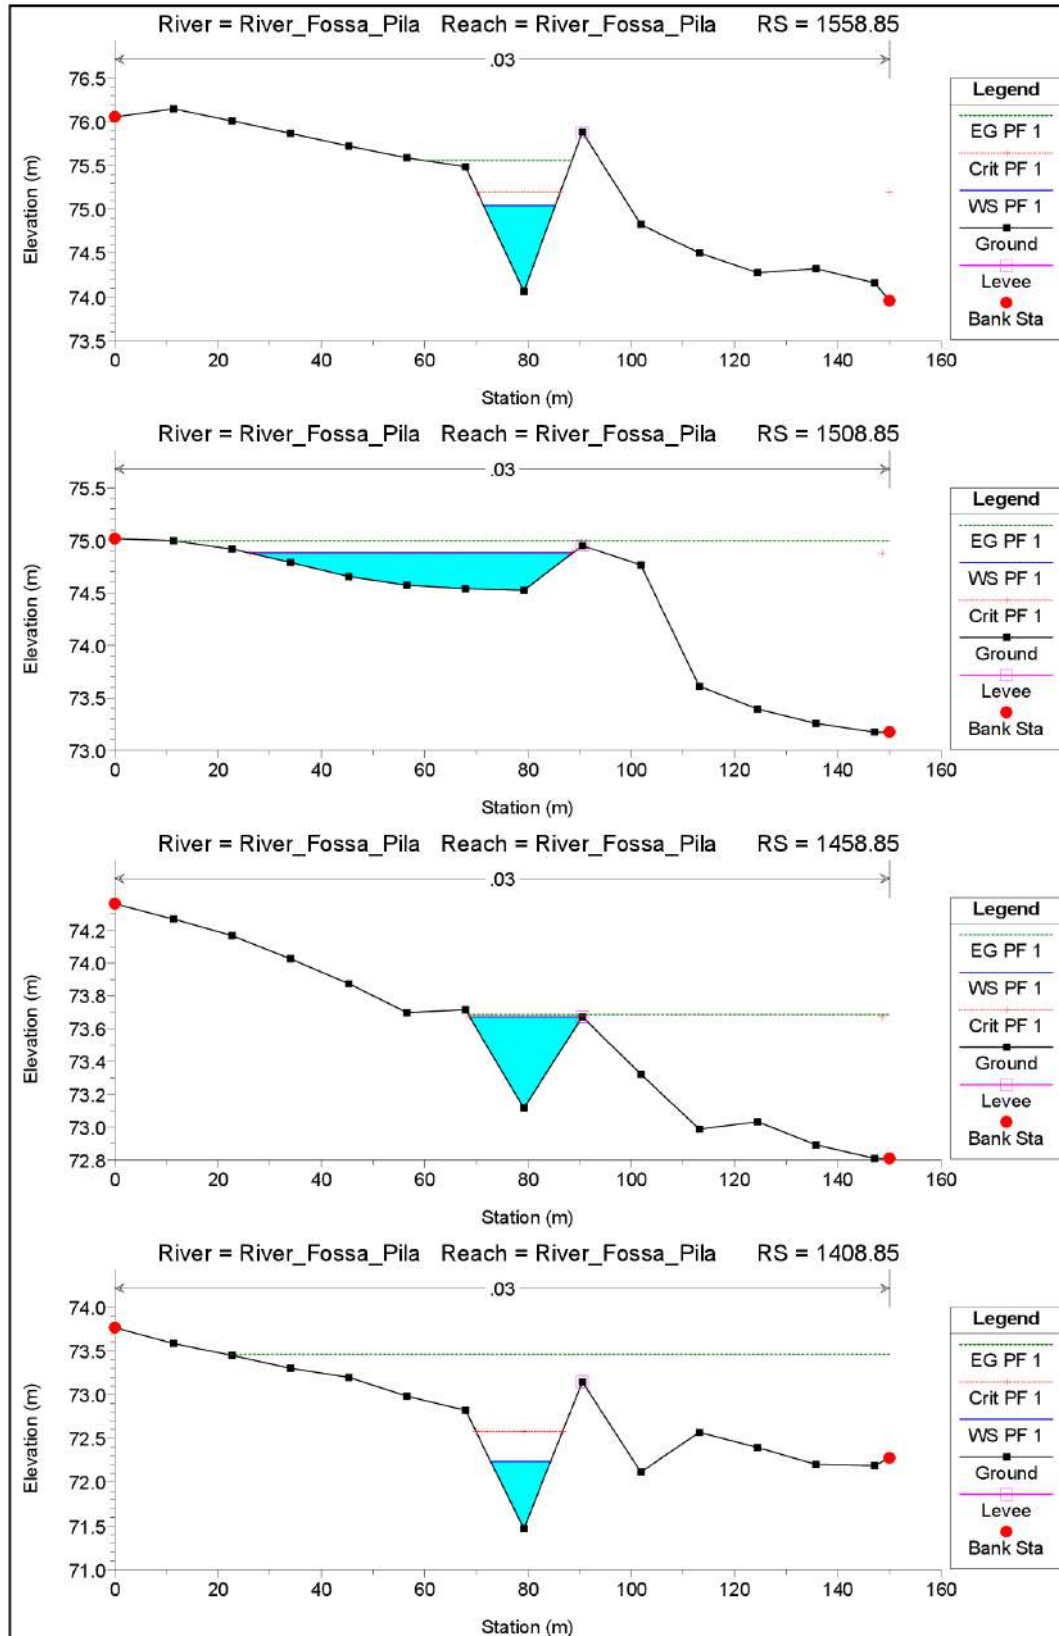 River = River_Fossa_Pila Reach = River_Fossa_Pila RS = 1558.85
.03
76.5
76.0
75.5
75.0
74.5
74.0
73.5
Elevation (m)
0 20 40 60 80 100 120 140 160
Station (m)
Legend
EG PF 1
Crit PF 1
WS PF 1
Ground
Levee
Bank Sta
River = River_Fossa_Pila Reach = River_Fossa_Pila RS = 1508.85
.03
75.5
75.0
74.5
74.0
73.5
73.0
Elevation (m)
0 20 40 60 80 100 120 140 160
Station (m)
Legend
EG PF 1
WS PF 1
Crit PF 1
Ground
Levee
Bank Sta
River = River_Fossa_Pila Reach = River_Fossa_Pila RS = 1458.85
.03
74.2
74.0
73.8
73.6
73.4
73.2
73.0
72.8
Elevation (m)
0 20 40 60 80 100 120 140 160
Station (m)
Legend
EG PF 1
WS PF 1
Crit PF 1
Ground
Levee
Bank Sta
River = River_Fossa_Pila Reach = River_Fossa_Pila RS = 1408.85
.03
74.0
73.5
73.0
72.5
72.0
71.5
71.0
Elevation (m)
0 20 40 60 80 100 120 140 160
Station (m)
Legend
EG PF 1
Crit PF 1
WS PF 1
Ground
Levee
Bank Sta